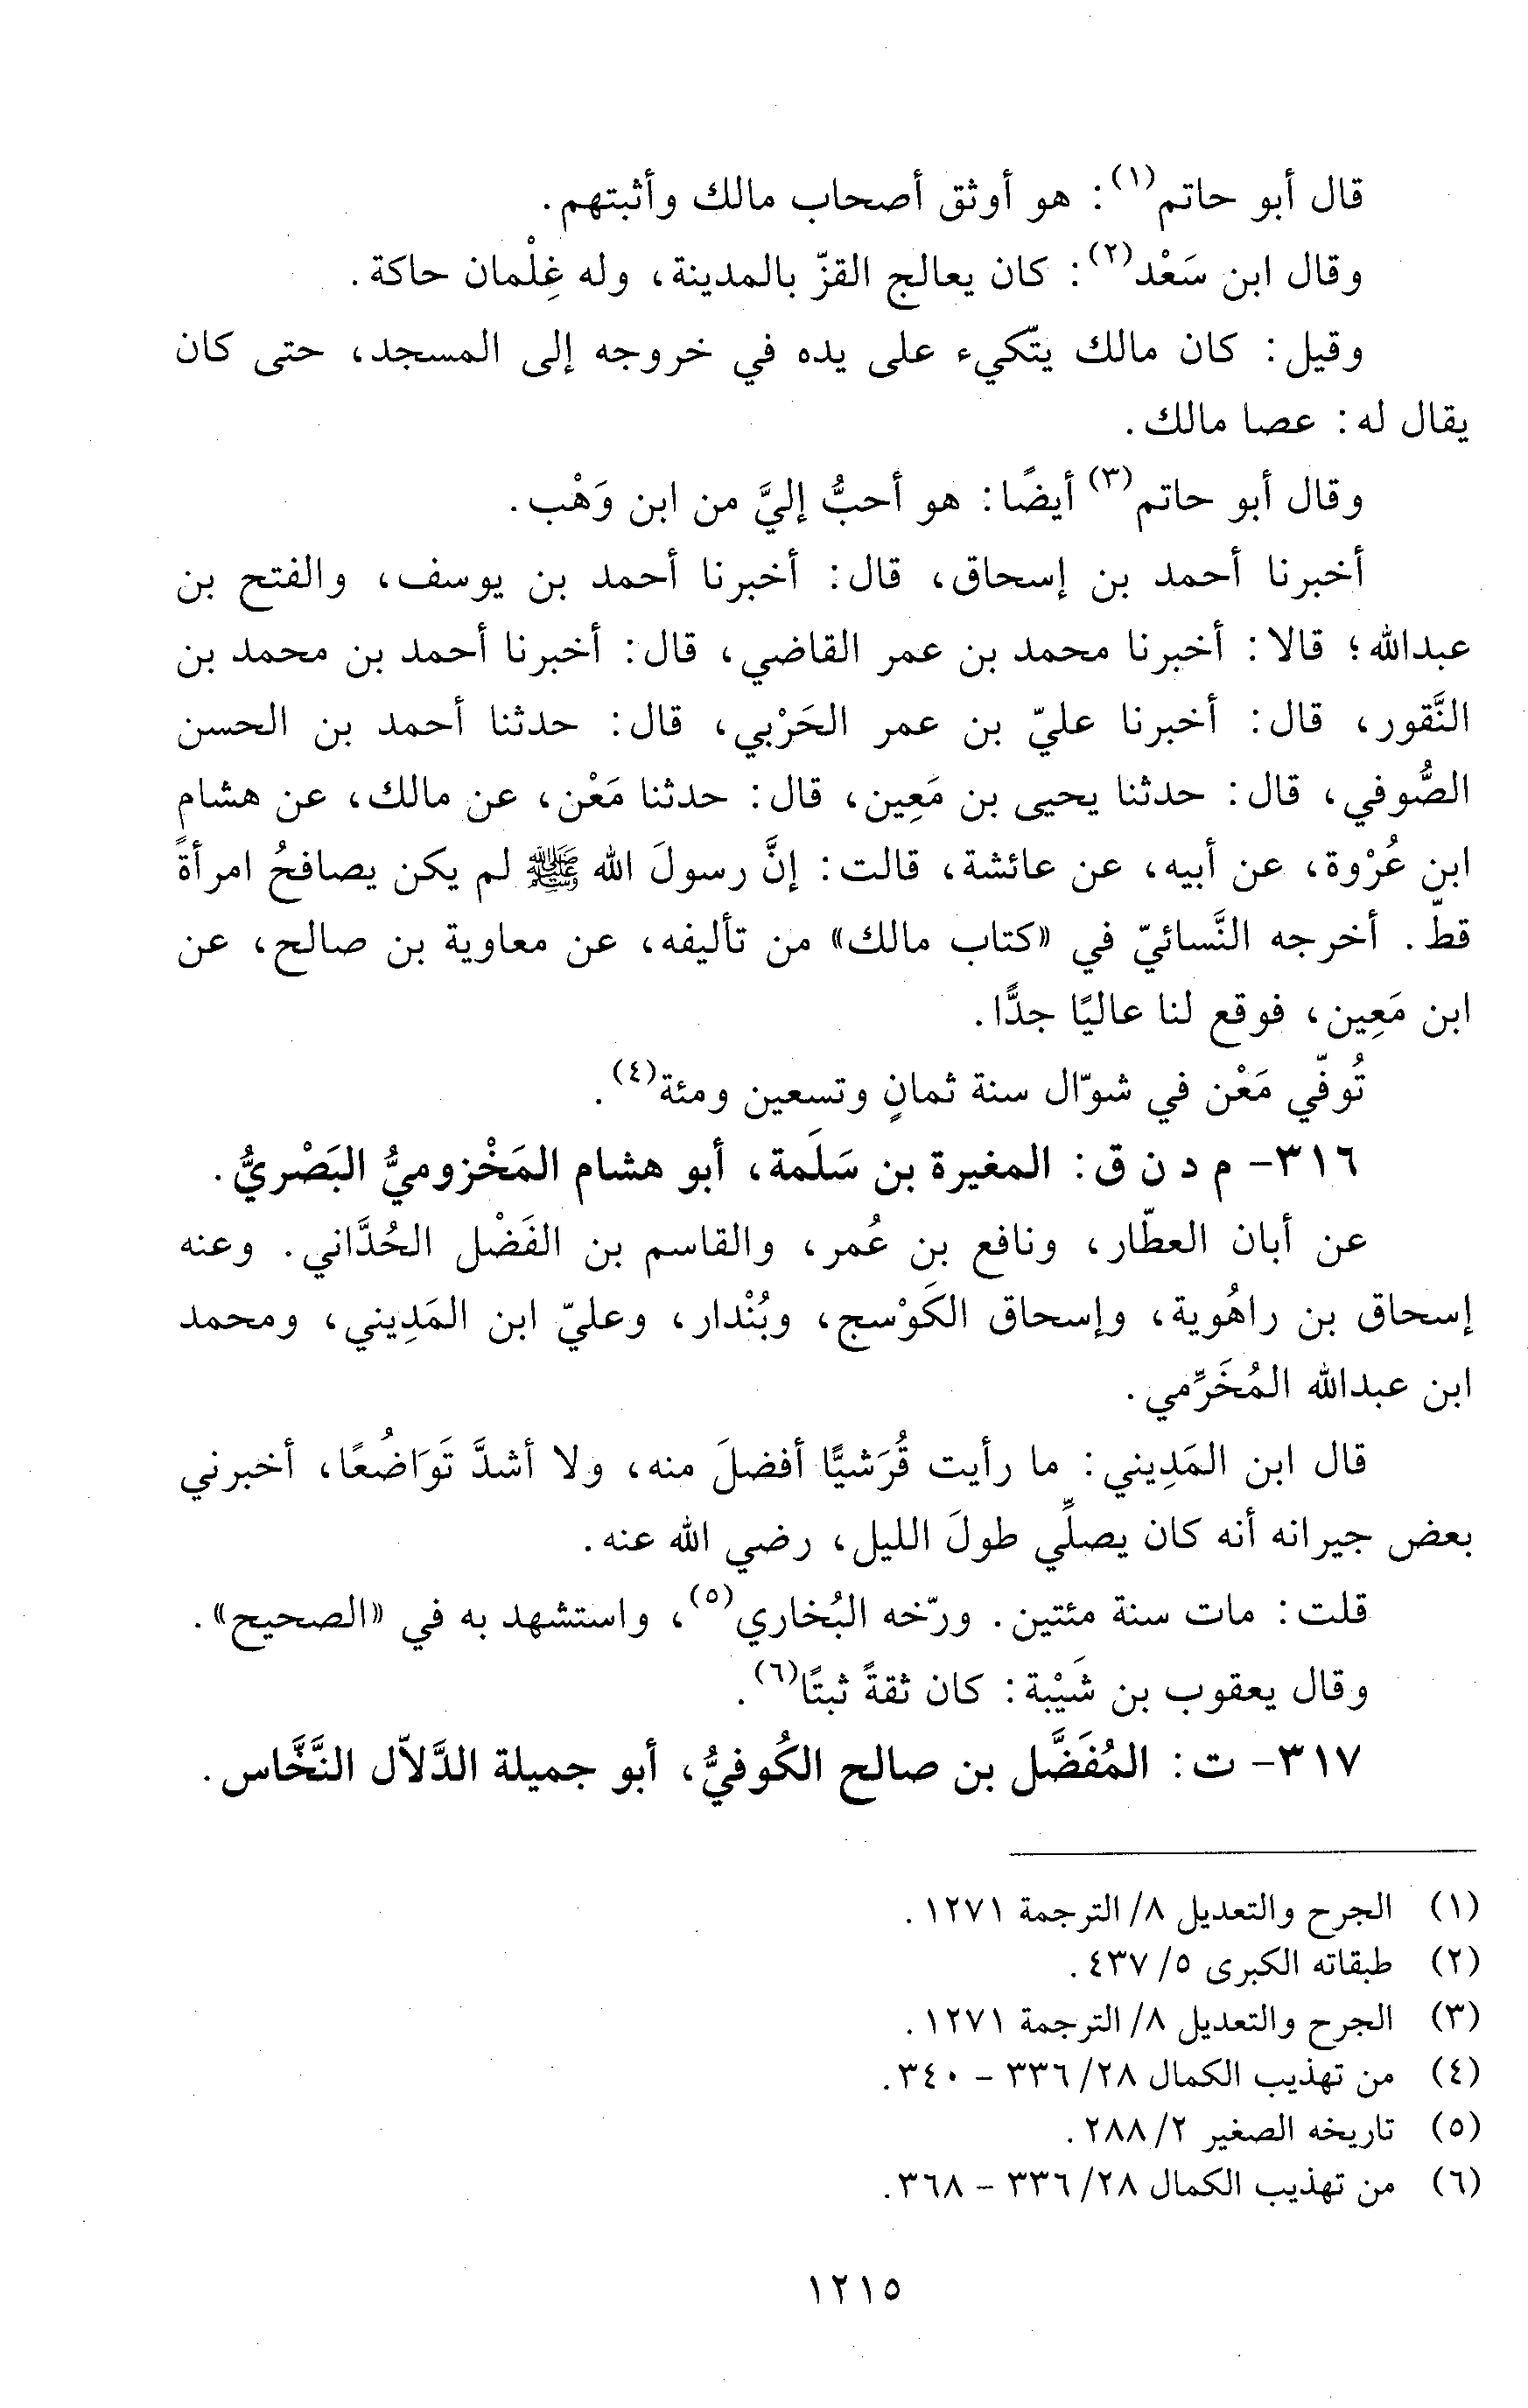 قال أبو حاتم(١): هو أوثق أصحاب مالك وأثبتهم.
وقال ابن سَعْد(٢): كان يعالج القزّ بالمدينة، وله غِلْمان حاكة.
وقيل: كان مالك يتّكيء على يده في خروجه إلى المسجد، حتى كان
يقال له: عصا مالك.
وقال أبو حاتم(٣) أيضًا: هو أحبُّ إليَّ من ابن وَهْب.
أخبرنا أحمد بن إسحاق، قال: أخبرنا أحمد بن يوسف، والفتح بن
عبدالله؛ قالا: أخبرنا محمد بن عمر القاضي، قال: أخبرنا أحمد بن محمد بن
النَّقور، قال: أخبرنا عليّ بن عمر الحَرْبي، قال: حدثنا أحمد بن الحسن
الصُّوفي، قال: حدثنا يحيى بن مَعِين، قال: حدثنا مَعْن، عن مالك، عن هشام
ابن عُرْوة، عن أبيه، عن عائشة، قالت: إنَّ رسولَ الله ﷺ لم يكن يصافحُ امرأةً
قطّ. أخرجه النَّسائيّ في «كتاب مالك» من تأليفه، عن معاوية بن صالح، عن
ابن مَعِين، فوقع لنا عاليًا جدًّا.
تُوفّي مَعْن في شوّال سنة ثمانٍ وتسعين ومئة(٤).
٣١٦- م د ن ق: المغيرة بن سَلَمة، أبو هشام المَخْزوميُّ البَصْريُّ.
عن أبان العطّار، ونافع بن عُمر، والقاسم بن الفَضْل الحُدَّاني. وعنه
إسحاق بن راهُوية، وإسحاق الكَوْسج، وبُنْدار، وعليّ ابن المَدِيني، ومحمد
ابن عبدالله المُخَرِّمي.
قال ابن المَدِيني: ما رأيت قُرَشيًّا أفضلَ منه، ولا أشدَّ تَوَاضُعًا، أخبرني
بعض جيرانه أنه كان يصلِّي طولَ الليل، رضي الله عنه.
قلت: مات سنة مئتين. ورّخه البُخاري(٥)، واستشهد به في «الصحيح».
وقال يعقوب بن شَيْبة: كان ثقةً ثبتًا(٦).
٣١٧- ت: المُفَضَّل بن صالح الكُوفيُّ، أبو جميلة الدَّلاّل النَّخَّاس.
(١) الجرح والتعديل ٨/ الترجمة ١٢٧١.
(٢) طبقاته الكبرى ٥/ ٤٣٧.
(٣) الجرح والتعديل ٨/ الترجمة ١٢٧١.
(٤) من تهذيب الكمال ٢٨/ ٣٣٦ - ٣٤٠.
(٥) تاريخه الصغير ٢/ ٢٨٨.
(٦) من تهذيب الكمال ٢٨/ ٣٣٦ - ٣٦٨.
١٢١٥